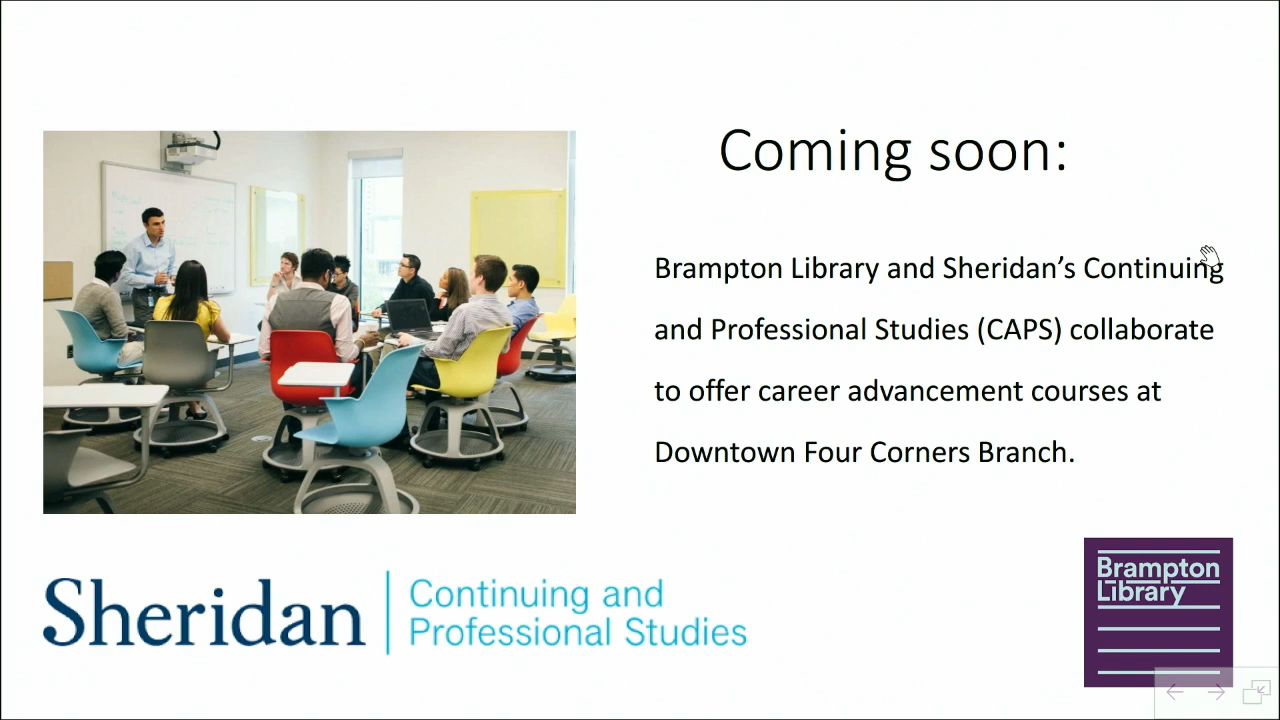 Coming soon:
Brampton Library and Sheridan’s Continuing
and Professional Studies (CAPS) collaborate
to offer career advancement courses at
Downtown Four Corners Branch.
Sheridan
Continuing and
Professional Studies
Brampton
Library